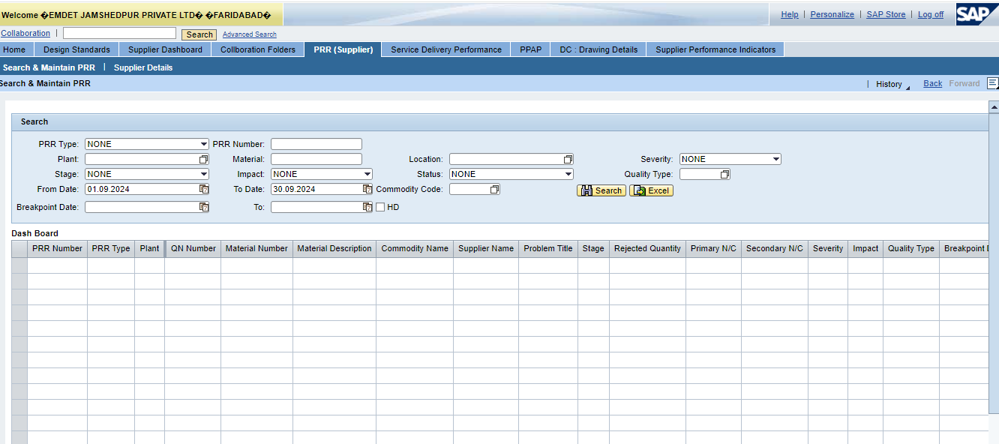 Welcome �EMDET JAMSHEDPUR PRIVATE LTD� �FARIDABAD�
Help | Personalize | SAP Store | Log off
SAP
Collaboration | Search Advanced Search
Home Design Standards Supplier Dashboard Collboration Folders PRR (Supplier) Service Delivery Performance PPAP DC : Drawing Details Supplier Performance Indicators
Search & Maintain PRR | Supplier Details
Search & Maintain PRR | History Back Forward
Search
PRR Type: NONE PRR Number:
Plant: Material: Location: Severity: NONE
Stage: NONE Impact: NONE Status: NONE Quality Type:
From Date: 01.09.2024 To Date: 30.09.2024 Commodity Code: Search Excel
Breakpoint Date: To: HD
Dash Board
PRR Number PRR Type Plant QN Number Material Number Material Description Commodity Name Supplier Name Problem Title Stage Rejected Quantity Primary N/C Secondary N/C Severity Impact Quality Type Breakpoint